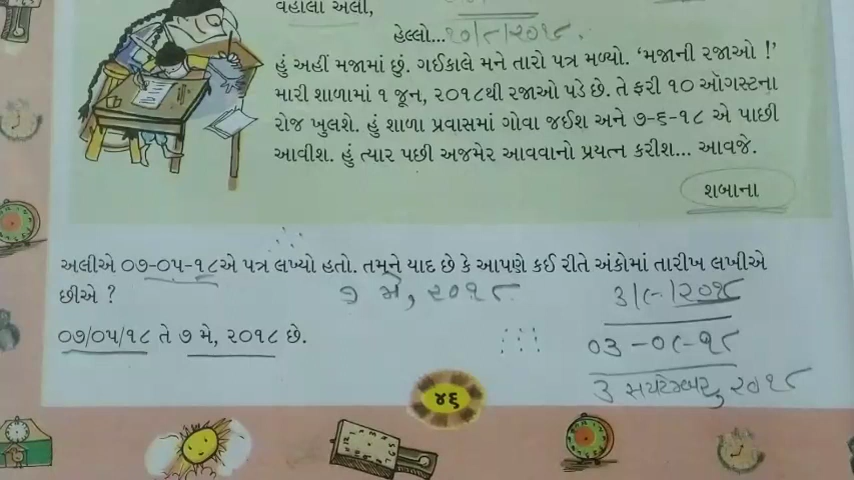 વહાલા અલી,
હેલ્લો...
હું અહીં મજામાં છું. ગઈકાલે મને તારો પત્ર મળ્યો. ‘મજાની રજાઓ !’
મારી શાળામાં ૧ જૂન, ૨૦૧૮થી રજાઓ પડે છે. તે ફરી ૧૦ ઑગસ્ટના
રોજ ખુલશે. હું શાળા પ્રવાસમાં ગોવા જઈશ અને ૭-૬-૧૮ એ પાછી
આવીશ. હું ત્યાર પછી અજમેર આવવાનો પ્રયત્ન કરીશ... આવજે.
શબાના
અલીએ ૦૭-૦૫-૧૮એ પત્ર લખ્યો હતો. તમને યાદ છે કે આપણે કઈ રીતે અંકોમાં તારીખ લખીએ
છીએ ?
૭ મે, ૨૦૧૮
૩/૯/૨૦૧૮
૦૭/૦૫/૧૮ તે ૭ મે, ૨૦૧૮ છે.
૦૩-૦૯-૧૮
૩ સપ્ટેમ્બર, ૨૦૧૮
૪૬